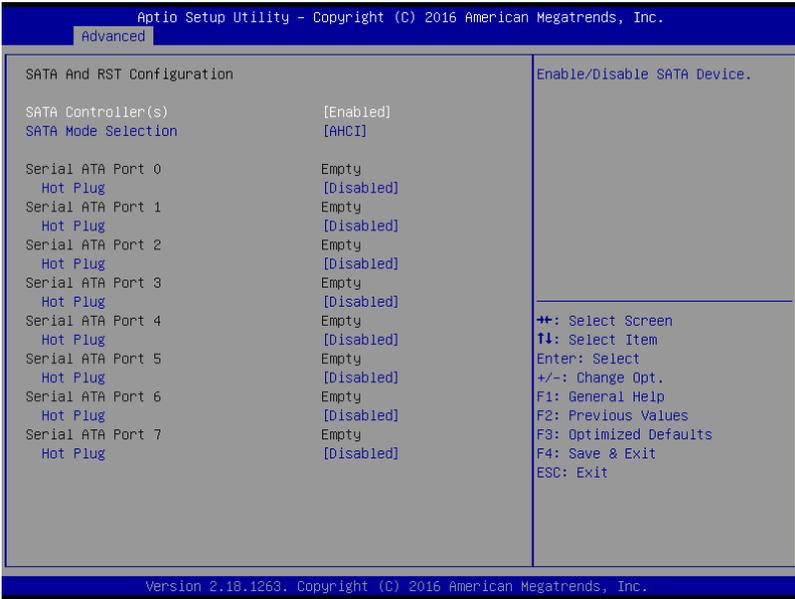 Aptio Setup Utility – Copyright (C) 2016 American Megatrends, Inc.
Advanced
SATA And RST Configuration
SATA Controller(s) [Enabled]
SATA Mode Selection [AHCI]
Serial ATA Port 0 Empty
Hot Plug [Disabled]
Serial ATA Port 1 Empty
Hot Plug [Disabled]
Serial ATA Port 2 Empty
Hot Plug [Disabled]
Serial ATA Port 3 Empty
Hot Plug [Disabled]
Serial ATA Port 4 Empty
Hot Plug [Disabled]
Serial ATA Port 5 Empty
Hot Plug [Disabled]
Serial ATA Port 6 Empty
Hot Plug [Disabled]
Serial ATA Port 7 Empty
Hot Plug [Disabled]
Enable/Disable SATA Device.
→←: Select Screen
↑↓: Select Item
Enter: Select
+/-: Change Opt.
F1: General Help
F2: Previous Values
F3: Optimized Defaults
F4: Save & Exit
ESC: Exit
Version 2.18.1263. Copyright (C) 2016 American Megatrends, Inc.